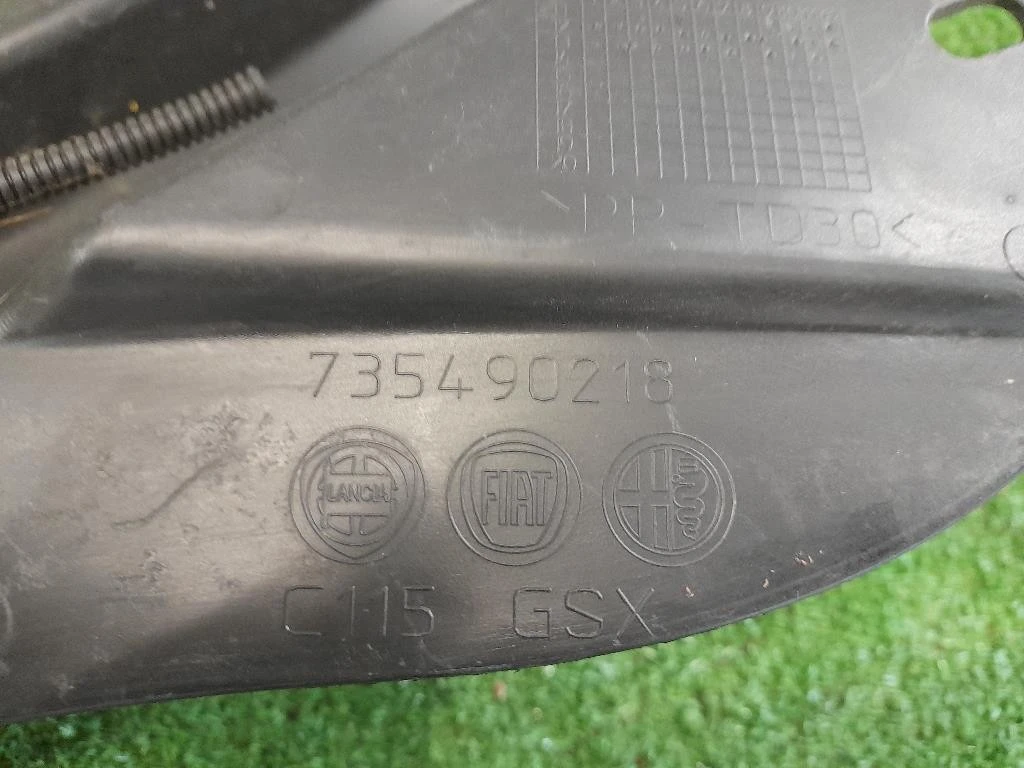 >PP-TD30<
735490218
LANCIA FIAT
C115 GSX